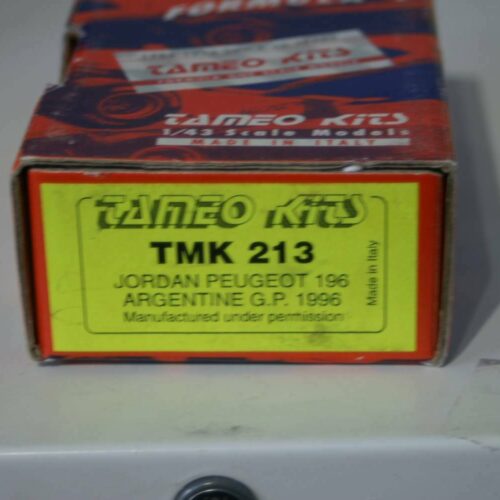 FORMULA
TAMEO KITS
TAMEO KITS
1/43 Scale Models
MADE IN ITALY
TAMEO KITS
TMK 213
JORDAN PEUGEOT 196
ARGENTINE G.P. 1996
Manufactured under permission
Made in Italy